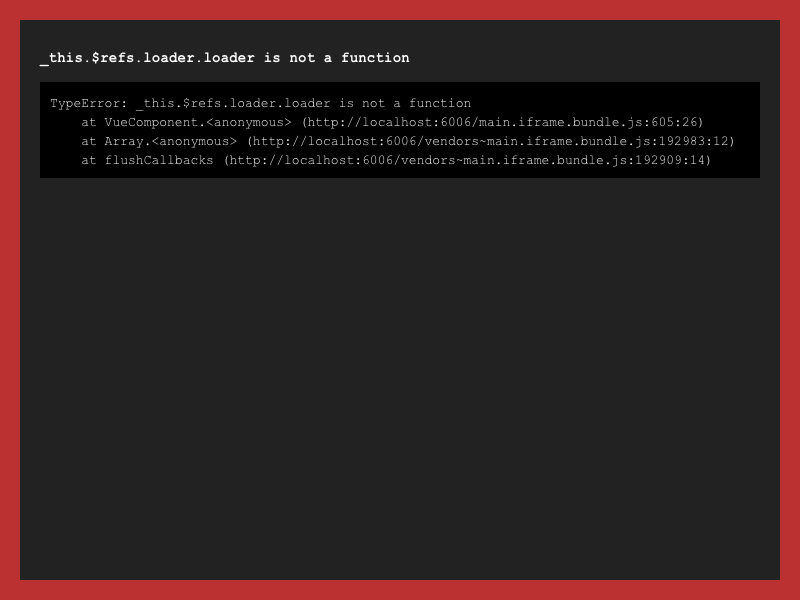 _this.$refs.loader.loader is not a function
TypeError: _this.$refs.loader.loader is not a function
    at VueComponent.<anonymous> (http://localhost:6006/main.iframe.bundle.js:605:26)
    at Array.<anonymous> (http://localhost:6006/vendors~main.iframe.bundle.js:192983:12)
    at flushCallbacks (http://localhost:6006/vendors~main.iframe.bundle.js:192909:14)